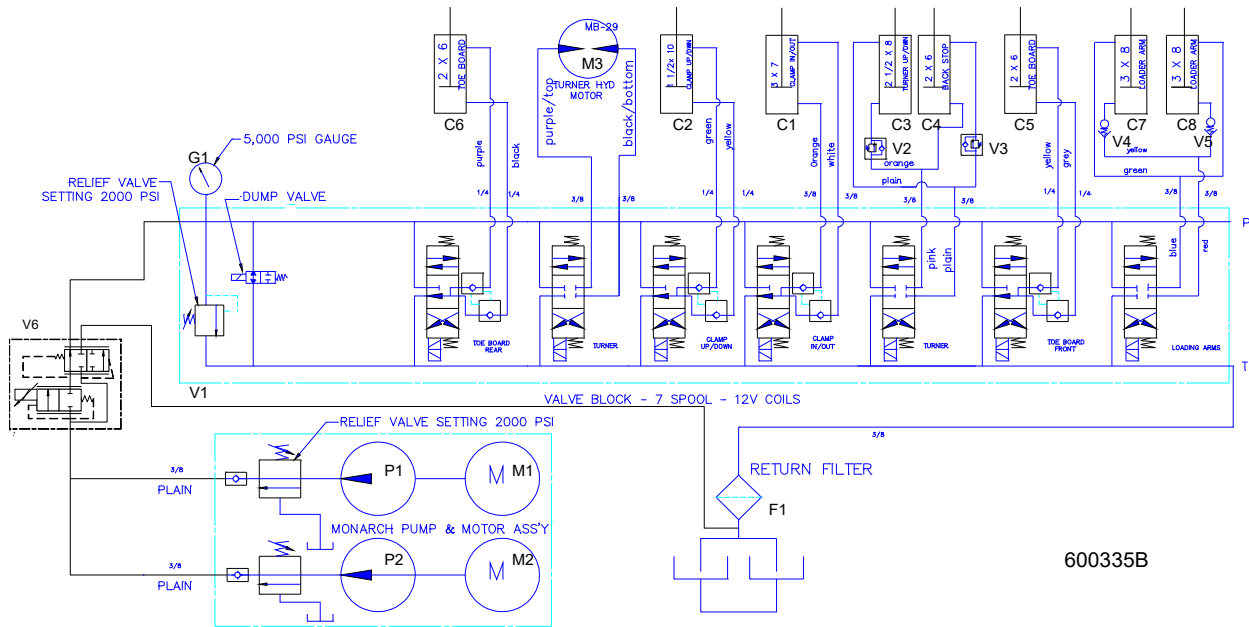 MB-29
M3
TURNER HYD
MOTOR
purple/top
black/bottom
2 X 6
TOE BOARD
C6
purple
black
1/4
1/4
3/8
3/8
1 1/2x 10
CLAMP UP/DWN
C2
green
yellow
1/4
1/4
3 X 7
CLAMP IN/OUT
C1
Orange
white
3/8
3/8
2 1/2 X 8
TURNER UP/DWN
C3
2 X 6
BACK STOP
C4
V2
V3
orange
plain
3/8
3/8
2 X 6
TOE BOARD
C5
yellow
grey
1/4
1/4
3 X 8
LOADER ARM
C7
3 X 8
LOADER ARM
C8
V4
V5
yellow
green
3/8
3/8
5,000 PSI GAUGE
G1
RELIEF VALVE
SETTING 2000 PSI
DUMP VALVE
P
pink
plain
blue
red
V6
TOE BOARD
REAR
TURNER
CLAMP
UP/DOWN
CLAMP
IN/OUT
TURNER
TOE BOARD
FRONT
LOADING ARMS
T
V1
VALVE BLOCK - 7 SPOOL - 12V COILS
RELIEF VALVE SETTING 2000 PSI
3/8
3/8
PLAIN
P1
M
M1
RETURN FILTER
F1
MONARCH PUMP & MOTOR ASS'Y
3/8
PLAIN
P2
M
M2
600335B